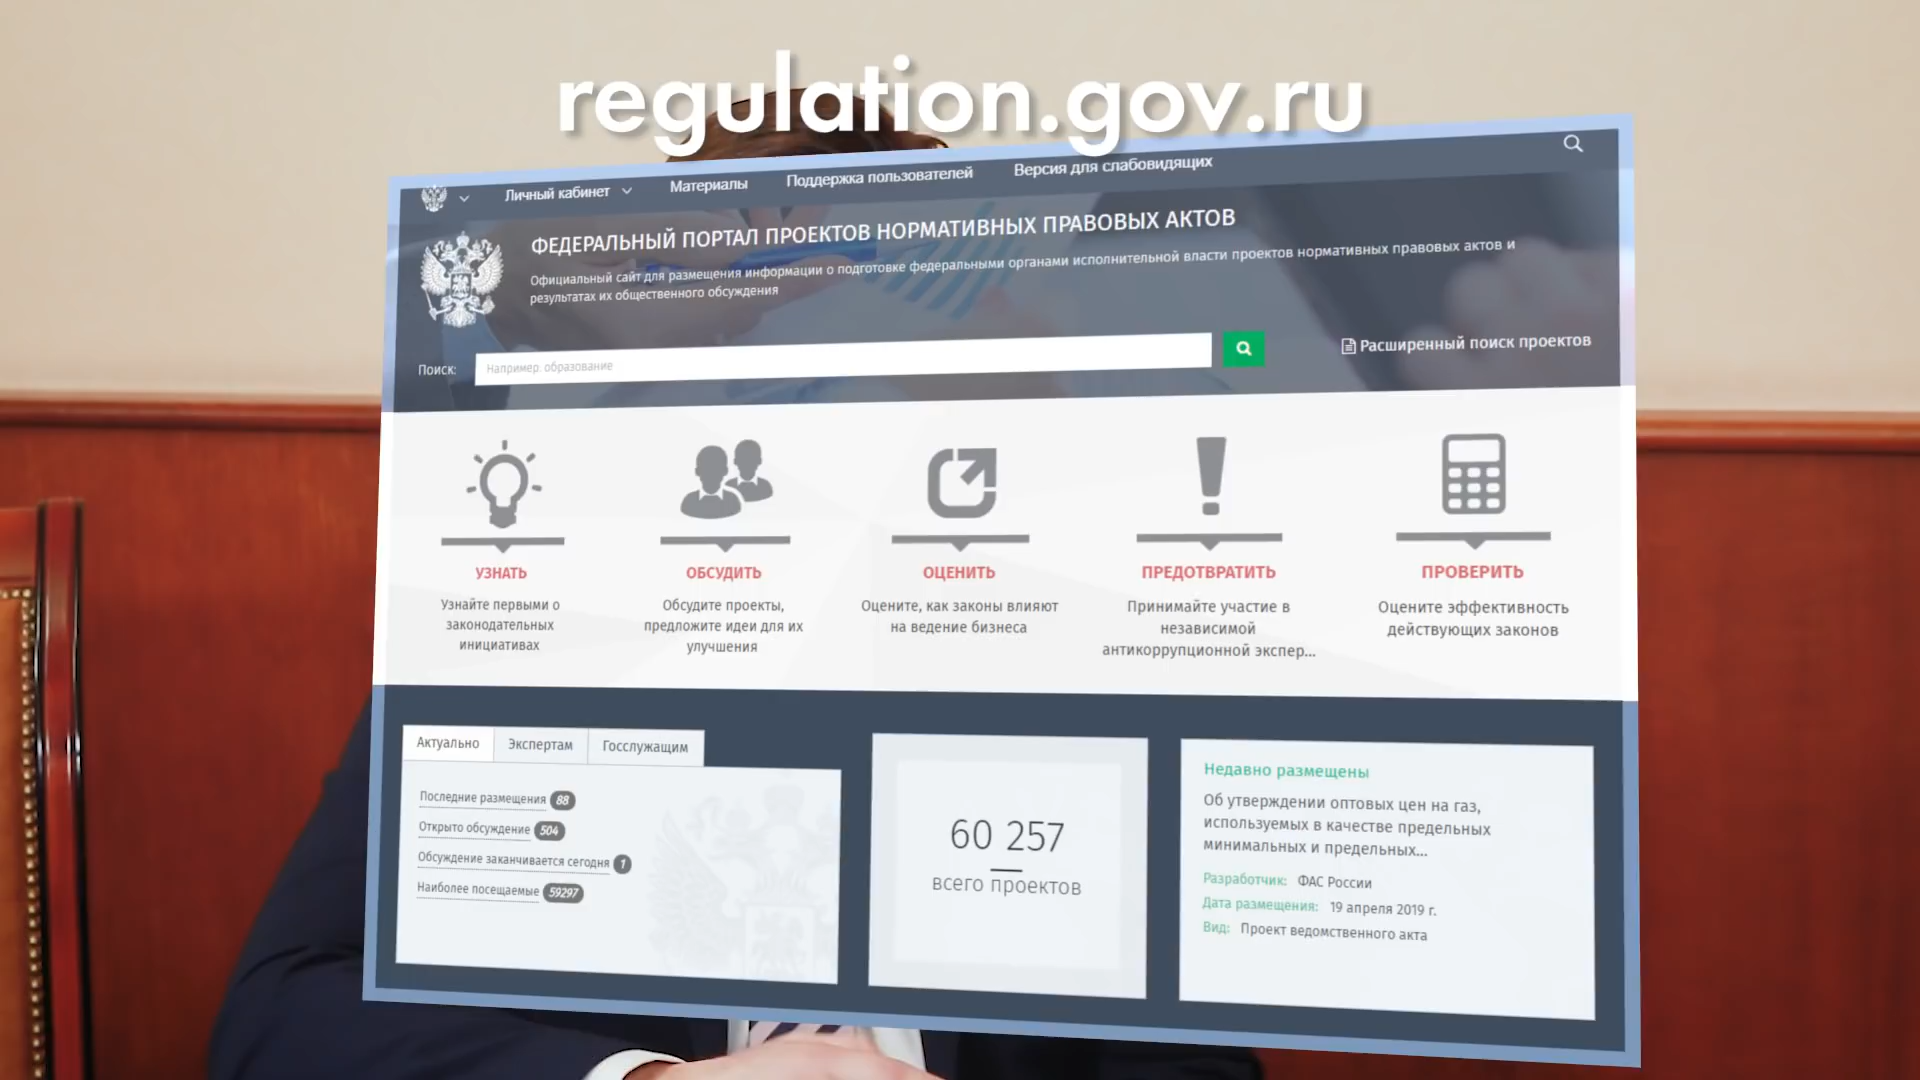 regulation.gov.ru
Личный кабинет Материалы Поддержка пользователей Версия для слабовидящих
ФЕДЕРАЛЬНЫЙ ПОРТАЛ ПРОЕКТОВ НОРМАТИВНЫХ ПРАВОВЫХ АКТОВ
Официальный сайт для размещения информации о подготовке федеральными органами исполнительной власти проектов нормативных правовых актов и
результатах их общественного обсуждения
Поиск: Например: образование Расширенный поиск проектов
УЗНАТЬ
Узнайте первыми о
законодательных
инициативах
ОБСУДИТЬ
Обсудите проекты,
предложите идеи для их
улучшения
ОЦЕНИТЬ
Оцените, как законы влияют
на ведение бизнеса
ПРЕДОТВРАТИТЬ
Принимайте участие в
независимой
антикоррупционной экспер...
ПРОВЕРИТЬ
Оцените эффективность
действующих законов
Актуально Экспертам Госслужащим
Последние размещения 88
Открыто обсуждение 504
Обсуждение заканчивается сегодня 1
Наиболее посещаемые 59297
60 257
всего проектов
Недавно размещены
Об утверждении оптовых цен на газ,
используемых в качестве предельных
минимальных и предельных...
Разработчик: ФАС России
Дата размещения: 19 апреля 2019 г.
Вид: Проект ведомственного акта